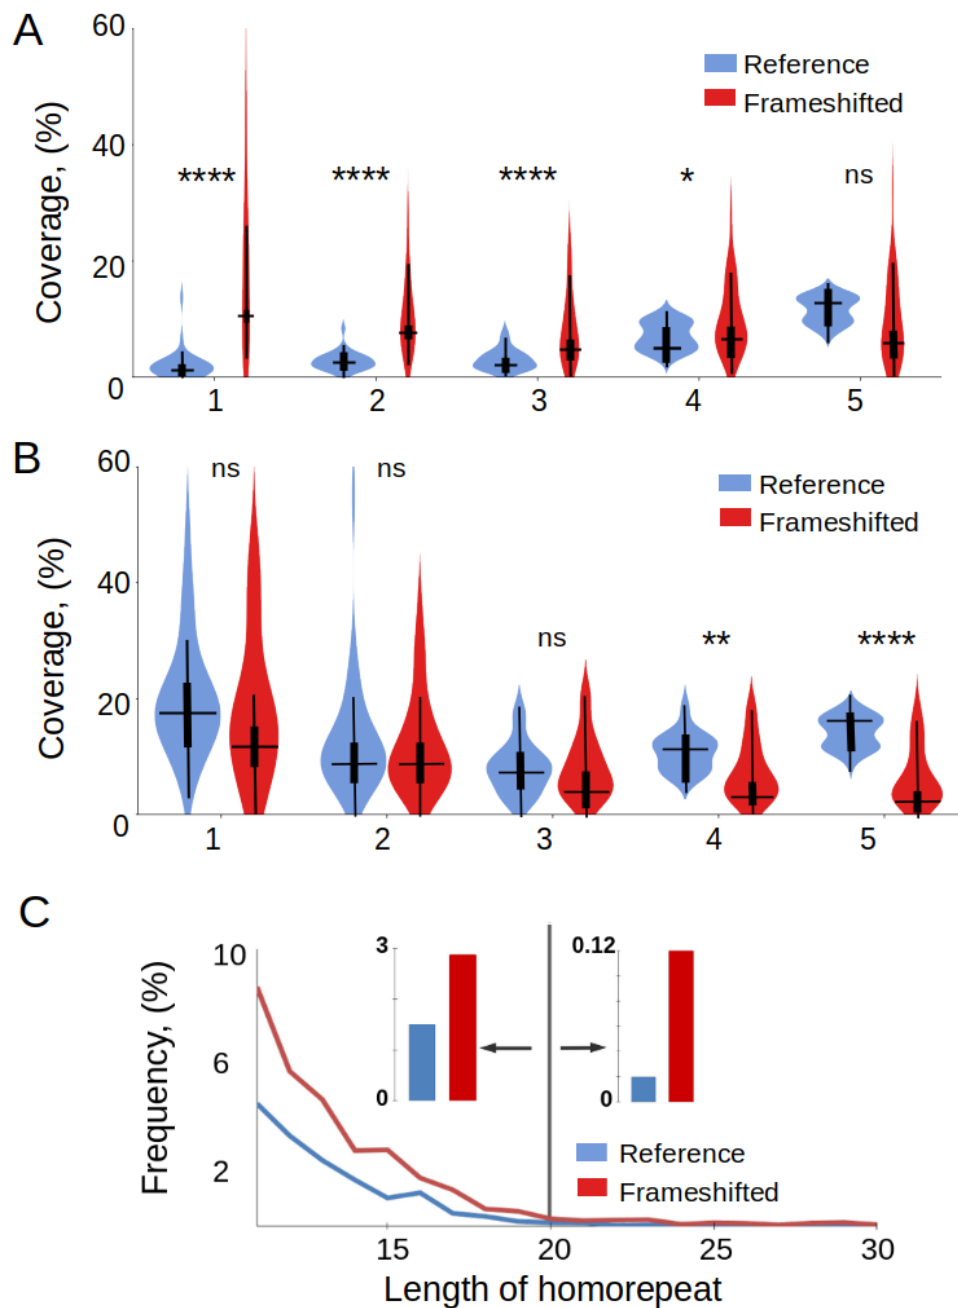 A
Coverage, (%)
60
40
20
0
Reference
Frameshifted
**** **** **** * ns
1 2 3 4 5
B
Coverage, (%)
60
40
20
0
Reference
Frameshifted
ns ns ns ** ****
1 2 3 4 5
C
Frequency, (%)
10
6
2
3
0
0.12
0
Reference
Frameshifted
15 20 25 30
Length of homorepeat